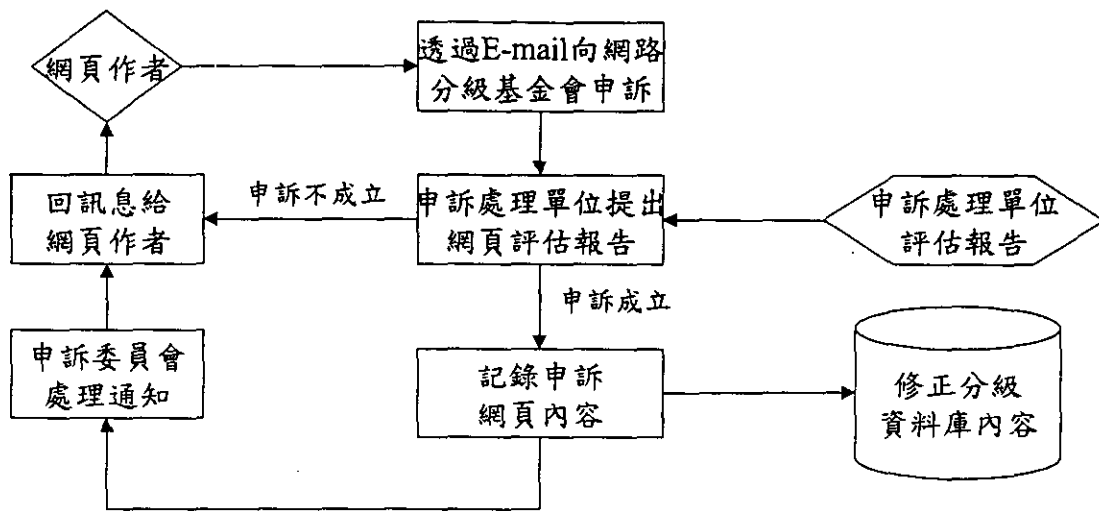 網頁作者
透過E-mail向網路
分級基金會申訴
回訊息給
網頁作者
申訴不成立
申訴處理單位提出
網頁評估報告
申訴處理單位
評估報告
申訴成立
申訴委員會
處理通知
記錄申訴
網頁內容
修正分級
資料庫內容